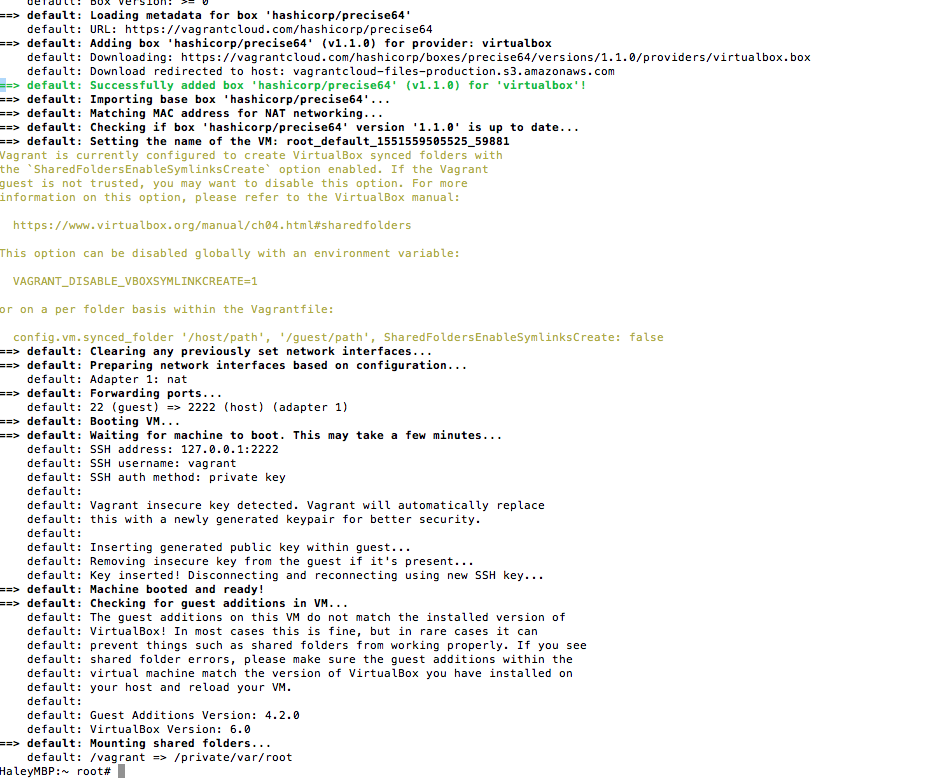 default: Box Version: >= 0
==> default: Loading metadata for box 'hashicorp/precise64'
default: URL: https://vagrantcloud.com/hashicorp/precise64
==> default: Adding box 'hashicorp/precise64' (v1.1.0) for provider: virtualbox
default: Downloading: https://vagrantcloud.com/hashicorp/boxes/precise64/versions/1.1.0/providers/virtualbox.box
default: Download redirected to host: vagrantcloud-files-production.s3.amazonaws.com
==> default: Successfully added box 'hashicorp/precise64' (v1.1.0) for 'virtualbox'!
==> default: Importing base box 'hashicorp/precise64'...
==> default: Matching MAC address for NAT networking...
==> default: Checking if box 'hashicorp/precise64' version '1.1.0' is up to date...
==> default: Setting the name of the VM: root_default_1551559505525_59881
Vagrant is currently configured to create VirtualBox synced folders with
the `SharedFoldersEnableSymlinksCreate` option enabled. If the Vagrant
guest is not trusted, you may want to disable this option. For more
information on this option, please refer to the VirtualBox manual:
https://www.virtualbox.org/manual/ch04.html#sharedfolders
This option can be disabled globally with an environment variable:
VAGRANT_DISABLE_VBOXSYMLINKCREATE=1
or on a per folder basis within the Vagrantfile:
config.vm.synced_folder '/host/path', '/guest/path', SharedFoldersEnableSymlinksCreate: false
==> default: Clearing any previously set network interfaces...
==> default: Preparing network interfaces based on configuration...
default: Adapter 1: nat
==> default: Forwarding ports...
default: 22 (guest) => 2222 (host) (adapter 1)
==> default: Booting VM...
==> default: Waiting for machine to boot. This may take a few minutes...
default: SSH address: 127.0.0.1:2222
default: SSH username: vagrant
default: SSH auth method: private key
default:
default: Vagrant insecure key detected. Vagrant will automatically replace
default: this with a newly generated keypair for better security.
default:
default: Inserting generated public key within guest...
default: Removing insecure key from the guest if it's present...
default: Key inserted! Disconnecting and reconnecting using new SSH key...
==> default: Machine booted and ready!
==> default: Checking for guest additions in VM...
default: The guest additions on this VM do not match the installed version of
default: VirtualBox! In most cases this is fine, but in rare cases it can
default: prevent things such as shared folders from working properly. If you see
default: shared folder errors, please make sure the guest additions within the
default: virtual machine match the version of VirtualBox you have installed on
default: your host and reload your VM.
default:
default: Guest Additions Version: 4.2.0
default: VirtualBox Version: 6.0
==> default: Mounting shared folders...
default: /vagrant => /private/var/root
HaleyMBP:~ root#